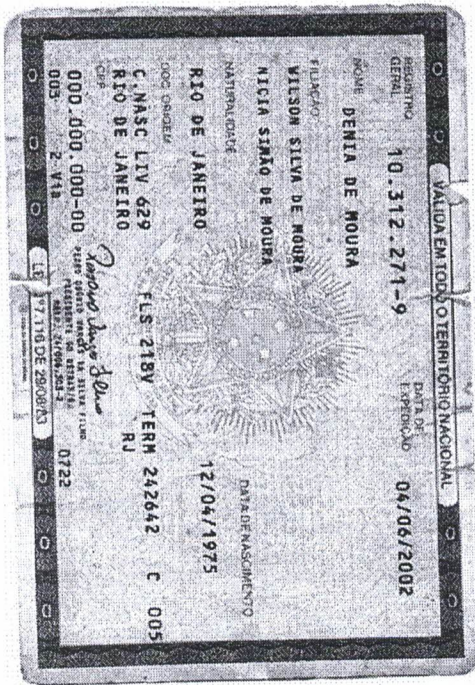 VÁLIDA EM TODO O TERRITÓRIO NACIONAL
REGISTRO GERAL 10.312.271-9 DATA DE EXPEDIÇÃO 04/06/2002
NOME DENIA DE MOURA
FILIAÇÃO
WILSON SILVA DE MOURA
NICIA SIMÃO DE MOURA
NATURALIDADE DATA DE NASCIMENTO
RIO DE JANEIRO 12/04/1975
DOC ORIGEM
C.NASC LIV 629 FLS 218V TERM 242642 C 005
RIO DE JANEIRO RJ
CPF
000.000.000-00
005- 2 Via 0722
7.116 DE 29/08/83